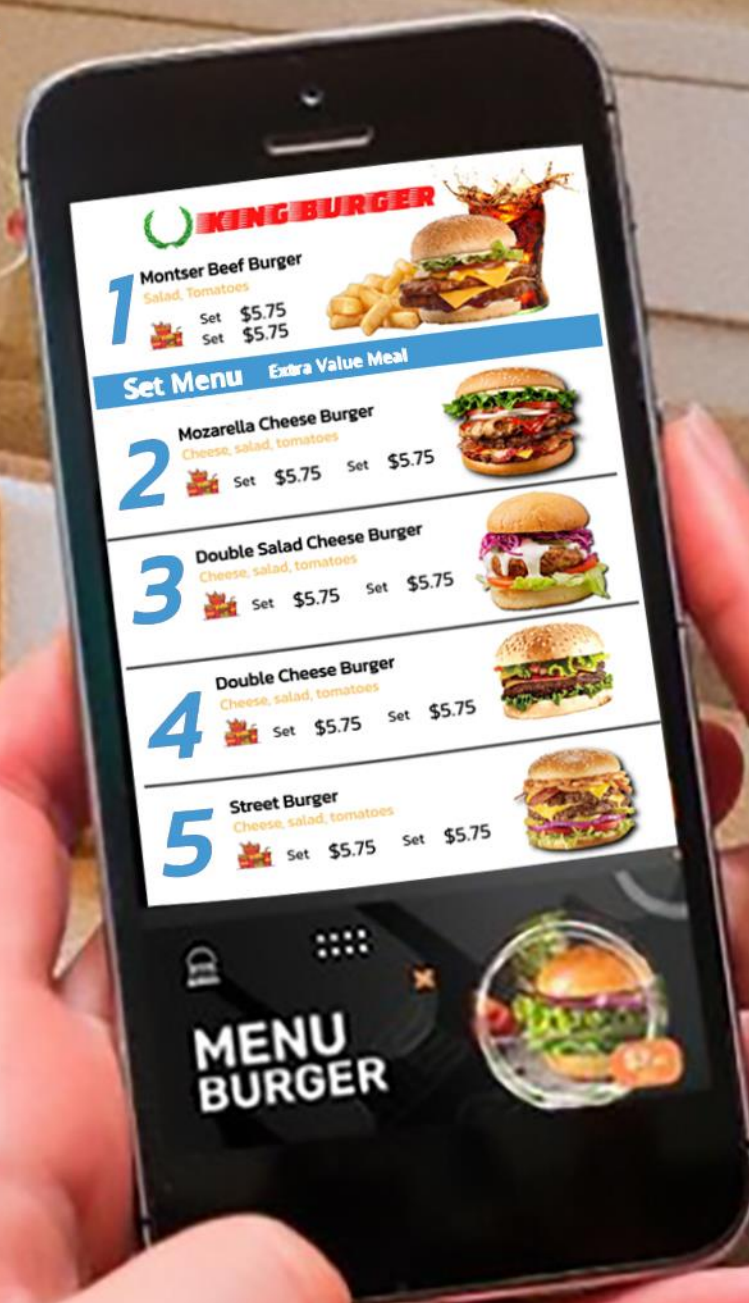 KING BURGER
1
Montser Beef Burger
Salad, Tomatoes
Set $5.75
Set $5.75
Set Menu Extra Value Meal
2
Mozarella Cheese Burger
Cheese, salad, tomatoes
Set $5.75 Set $5.75
3
Double Salad Cheese Burger
Cheese, salad, tomatoes
Set $5.75 Set $5.75
4
Double Cheese Burger
Cheese, salad, tomatoes
Set $5.75 Set $5.75
5
Street Burger
Cheese, salad, tomatoes
Set $5.75 Set $5.75
MENU
BURGER